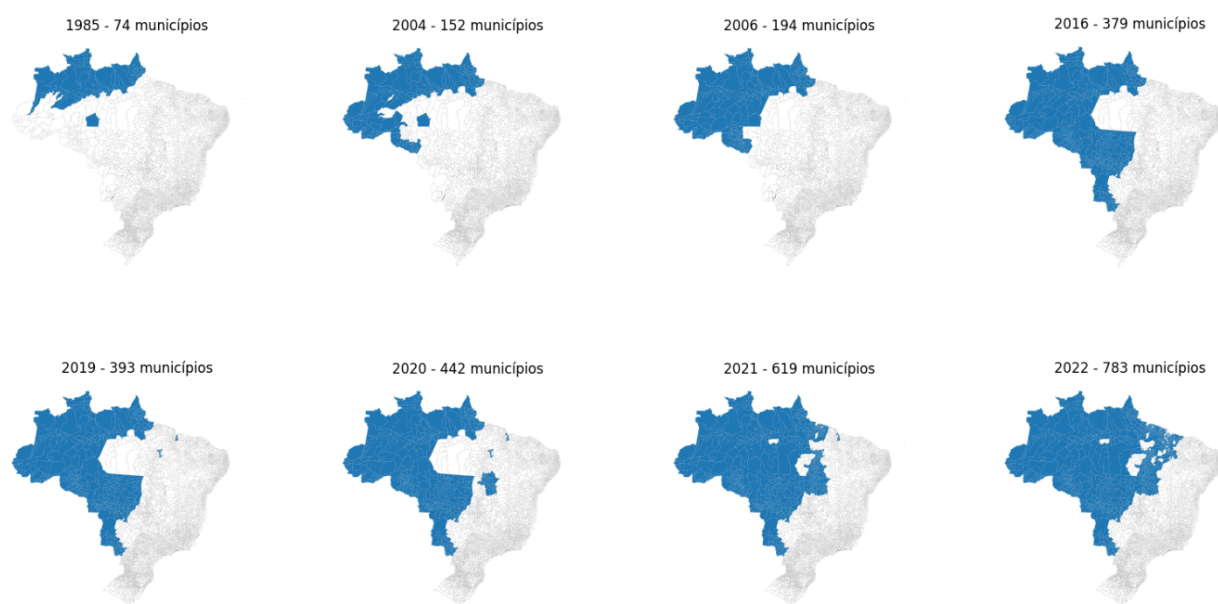 1985 - 74 municípios
2004 - 152 municípios
2006 - 194 municípios
2016 - 379 municípios
2019 - 393 municípios
2020 - 442 municípios
2021 - 619 municípios
2022 - 783 municípios